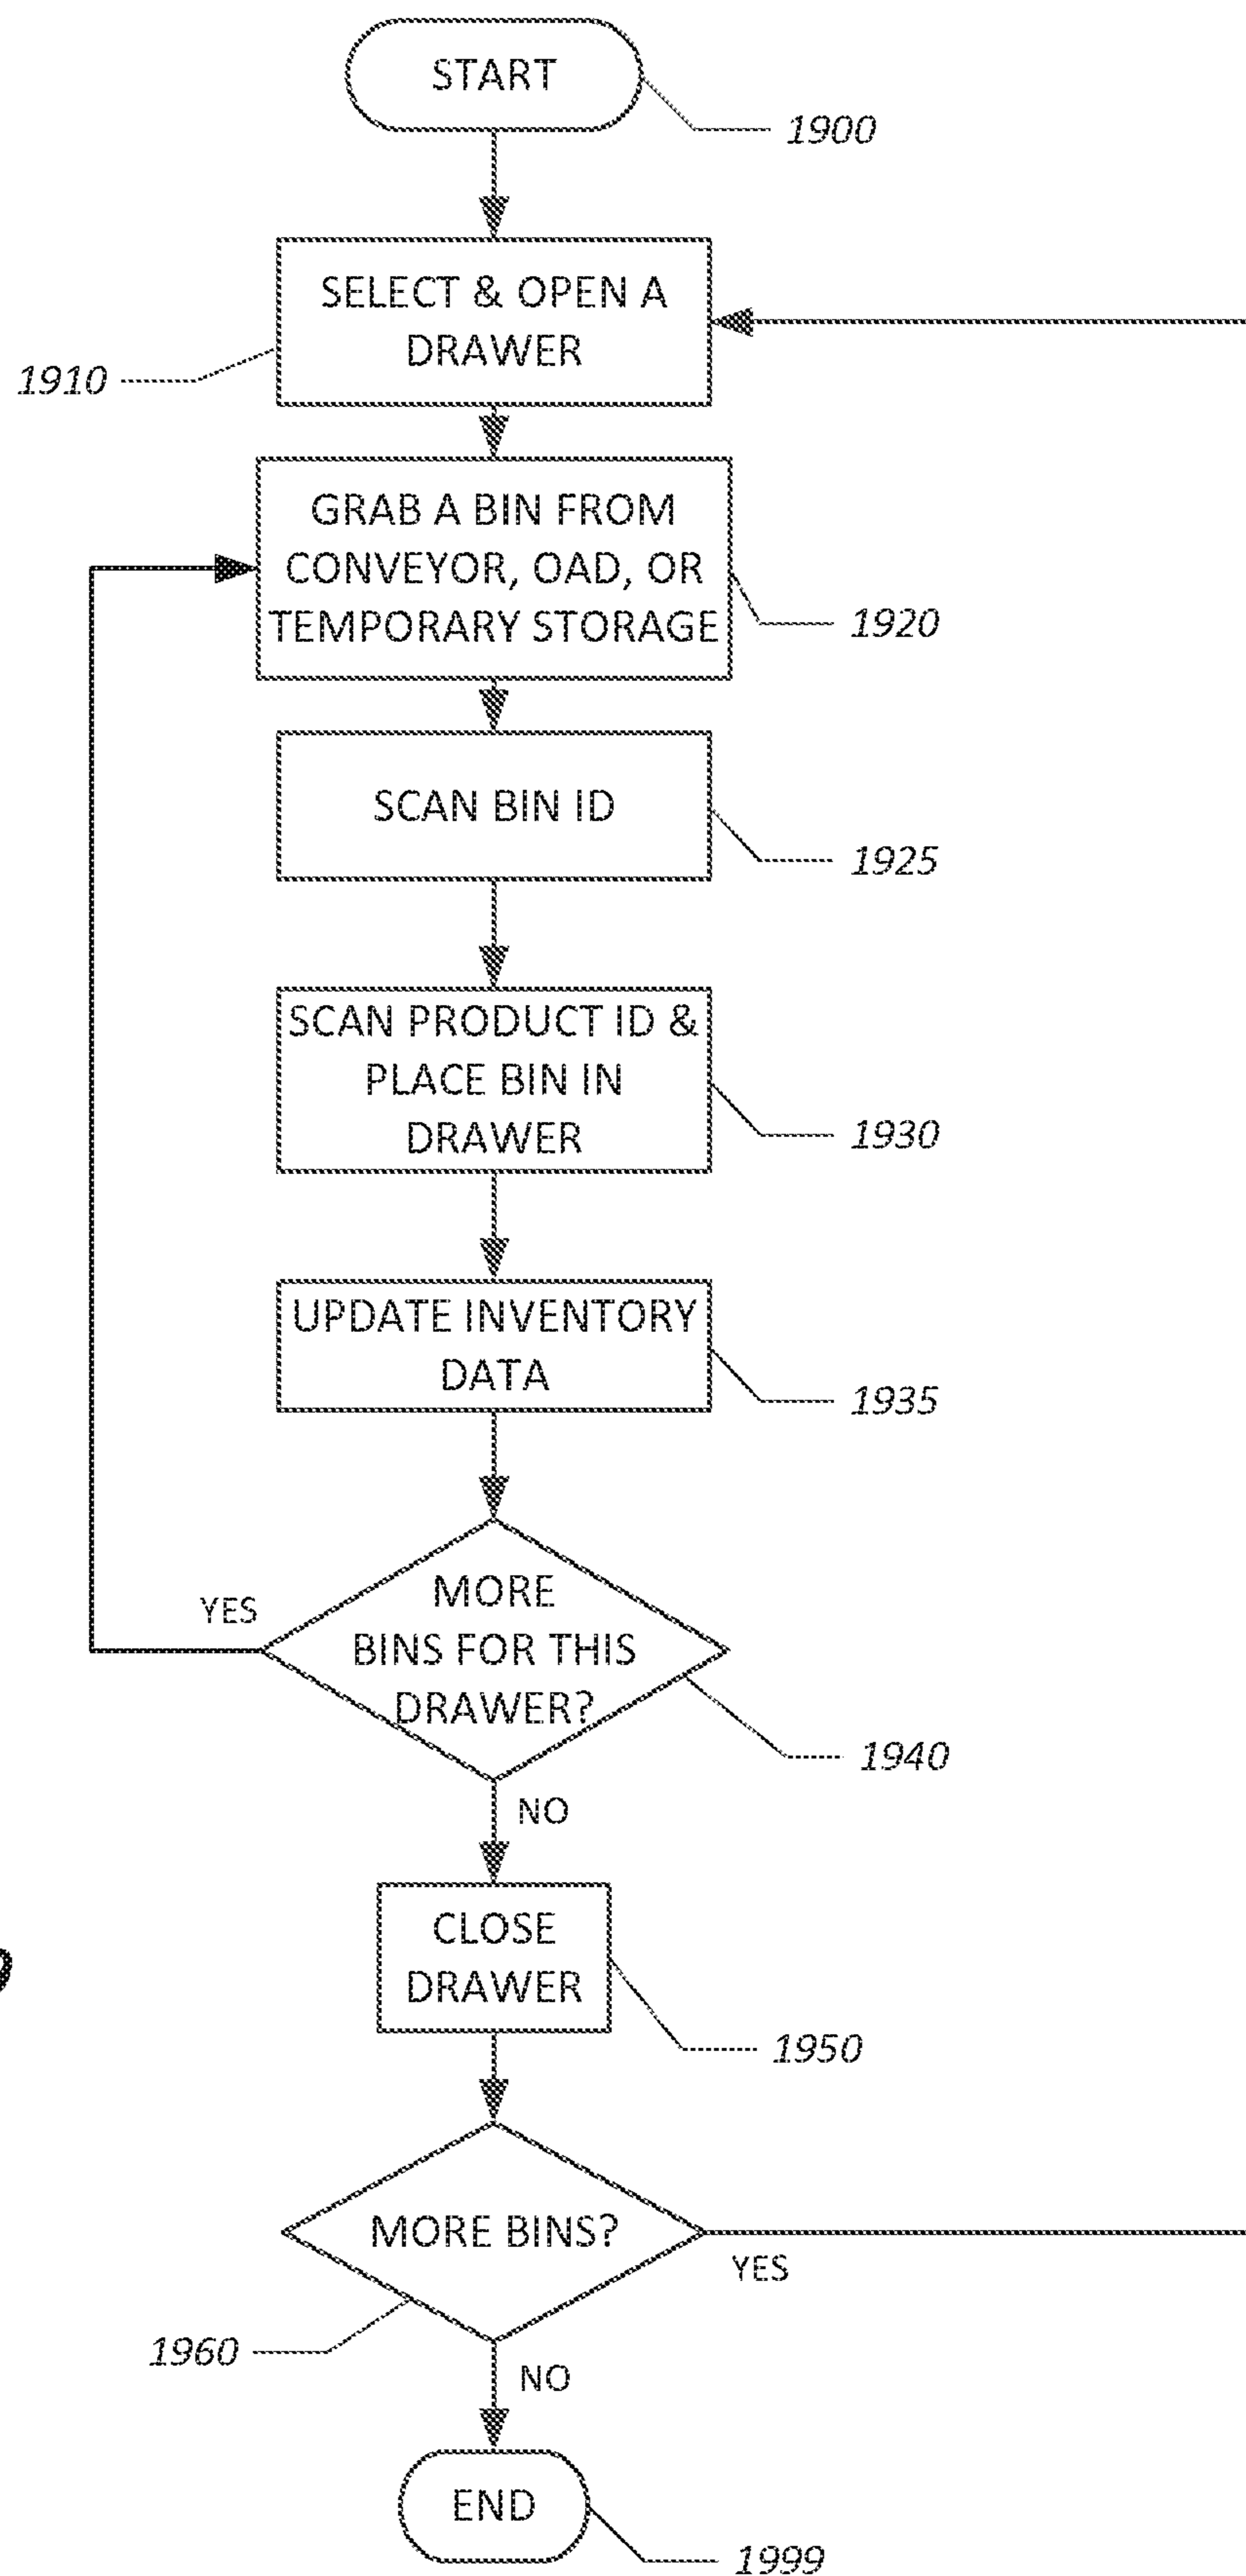 START
1900
SELECT & OPEN A
DRAWER
1910
GRAB A BIN FROM
CONVEYOR, OAD, OR
TEMPORARY STORAGE
1920
SCAN BIN ID
1925
SCAN PRODUCT ID &
PLACE BIN IN
DRAWER
1930
UPDATE INVENTORY
DATA
1935
YES
MORE
BINS FOR THIS
DRAWER?
1940
NO
CLOSE
DRAWER
1950
MORE BINS?
YES
1960
NO
END
1999